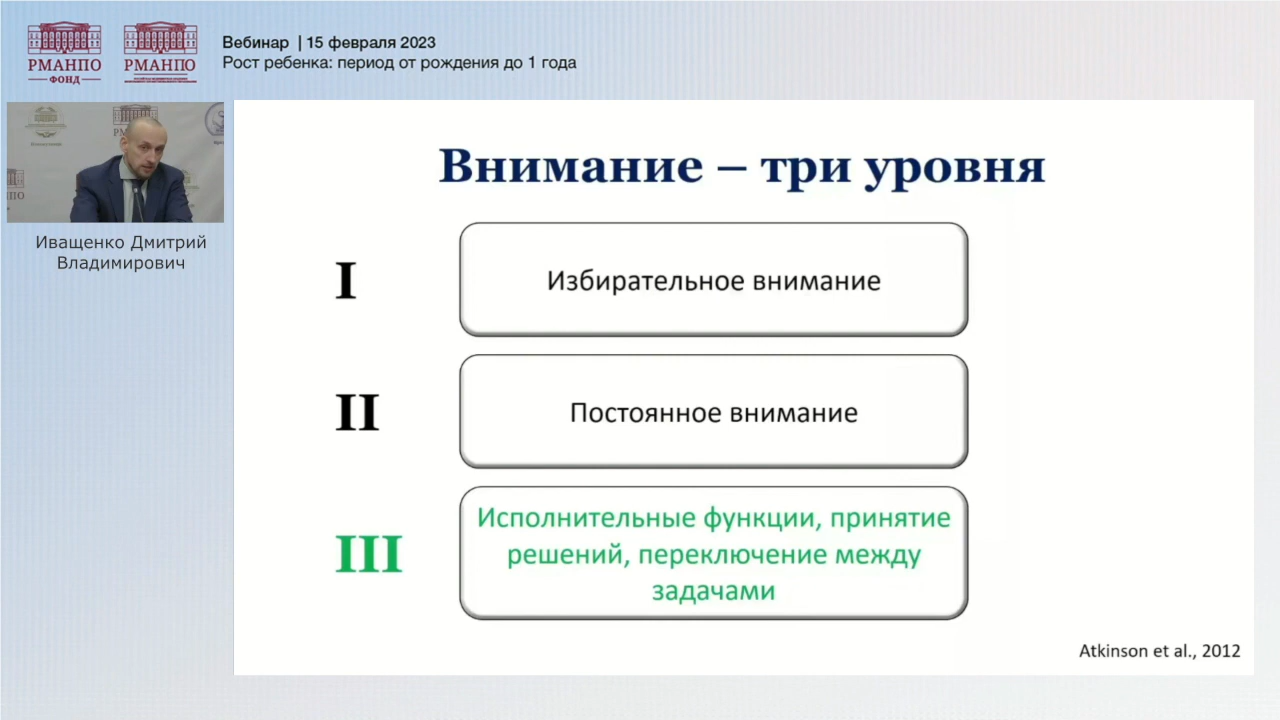 РМАНПО
ФОНД
РМАНПО
Вебинар | 15 февраля 2023
Рост ребенка: период от рождения до 1 года
Иващенко Дмитрий
Владимирович
Внимание – три уровня
I
Избирательное внимание
II
Постоянное внимание
III
Исполнительные функции, принятие
решений, переключение между
задачами
Atkinson et al., 2012